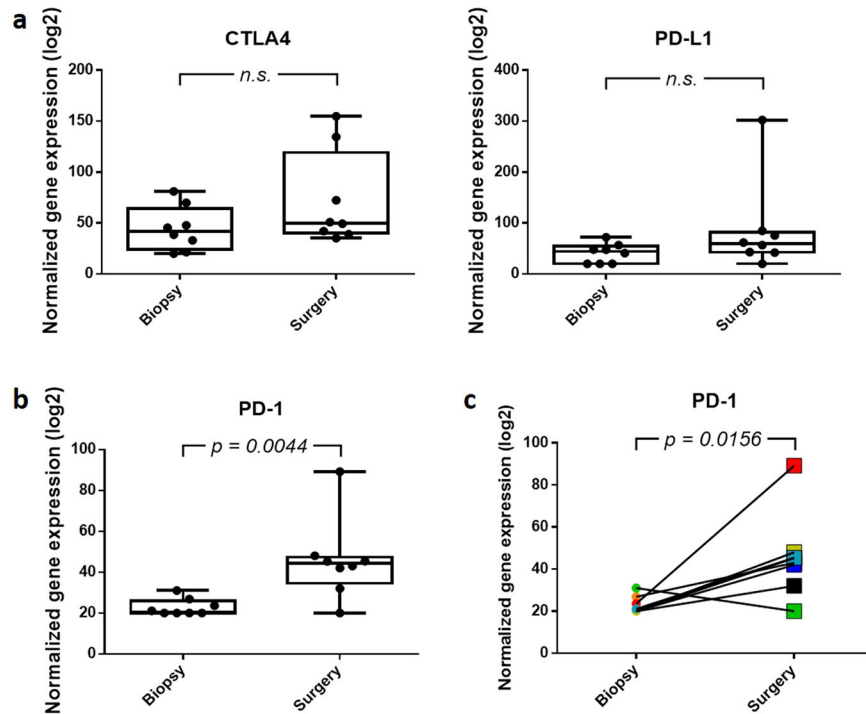 a
CTLA4
Normalized gene expression (log2)
200
150
100
50
0
n.s.
Biopsy
Surgery
PD-L1
Normalized gene expression (log2)
400
300
200
100
0
n.s.
Biopsy
Surgery
b
PD-1
Normalized gene expression (log2)
100
80
60
40
20
0
p = 0.0044
Biopsy
Surgery
c
PD-1
Normalized gene expression (log2)
100
80
60
40
20
0
p = 0.0156
Biopsy
Surgery